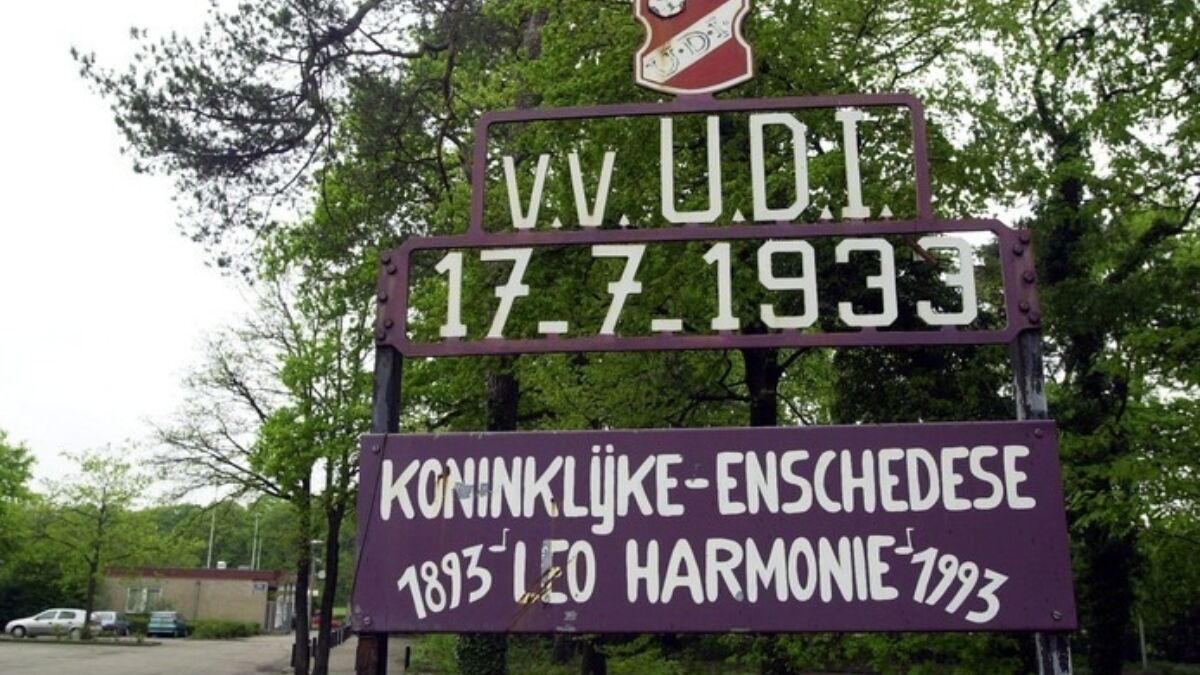 U.D.I.
v.v. U.D.I.
17-7-1933
KONINKLIJKE-ENSCHEDESE
1893 LEO HARMONIE 1993